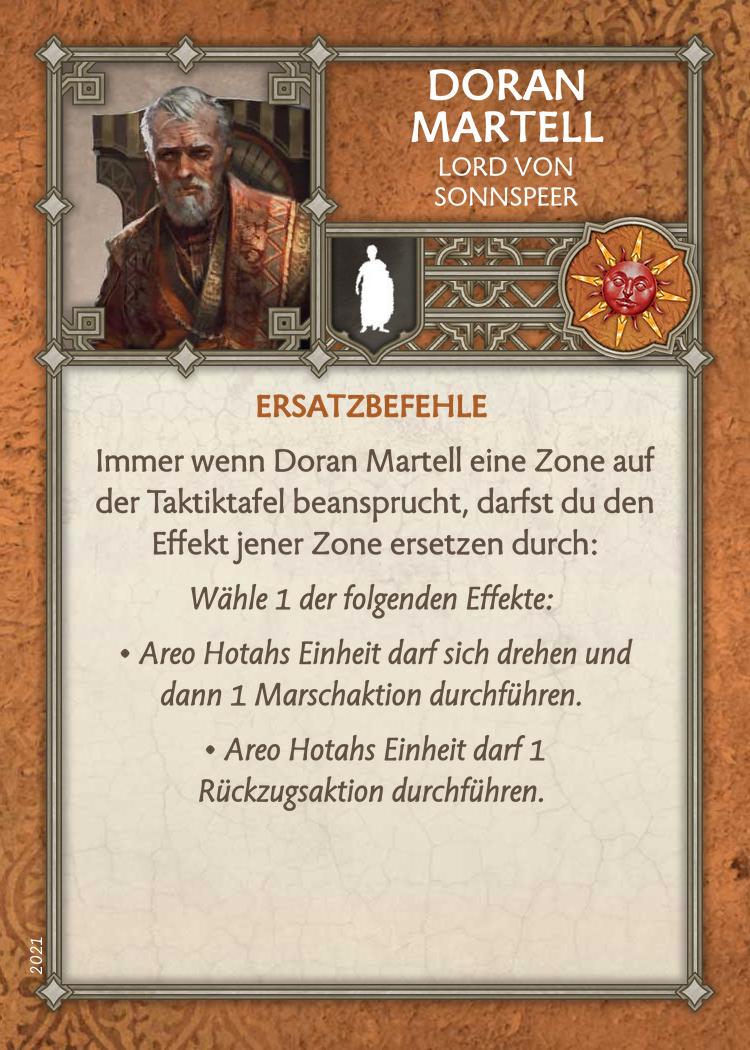 DORAN
MARTELL
LORD VON
SONNSPEER
ERSATZBEFEHLE
Immer wenn Doran Martell eine Zone auf
der Taktiktafel beansprucht, darfst du den
Effekt jener Zone ersetzen durch:
Wähle 1 der folgenden Effekte:
• Areo Hotahs Einheit darf sich drehen und
dann 1 Marschaktion durchführen.
• Areo Hotahs Einheit darf 1
Rückzugsaktion durchführen.
2021